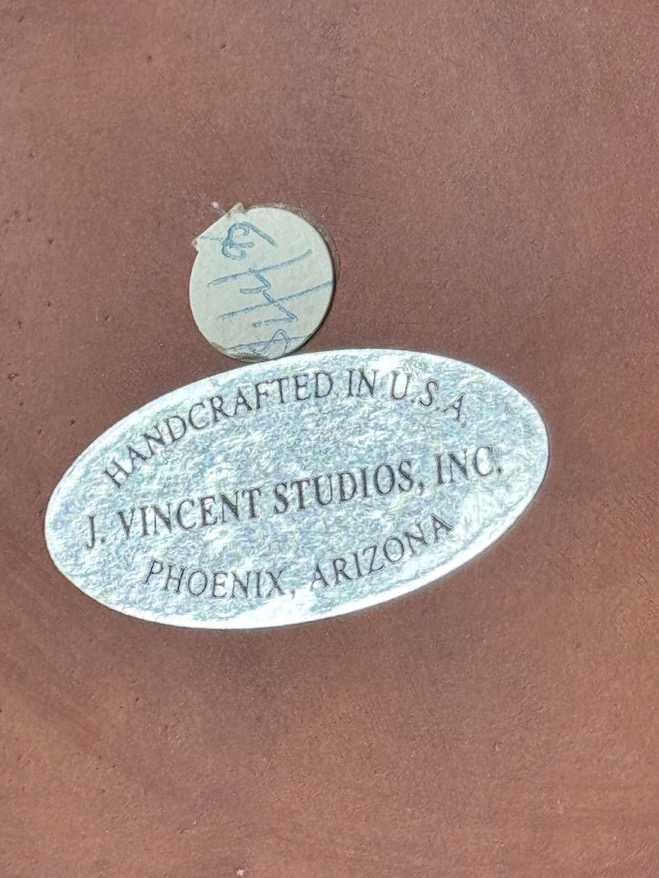 HANDCRAFTED IN U.S.A.
J. VINCENT STUDIOS, INC.
PHOENIX, ARIZONA